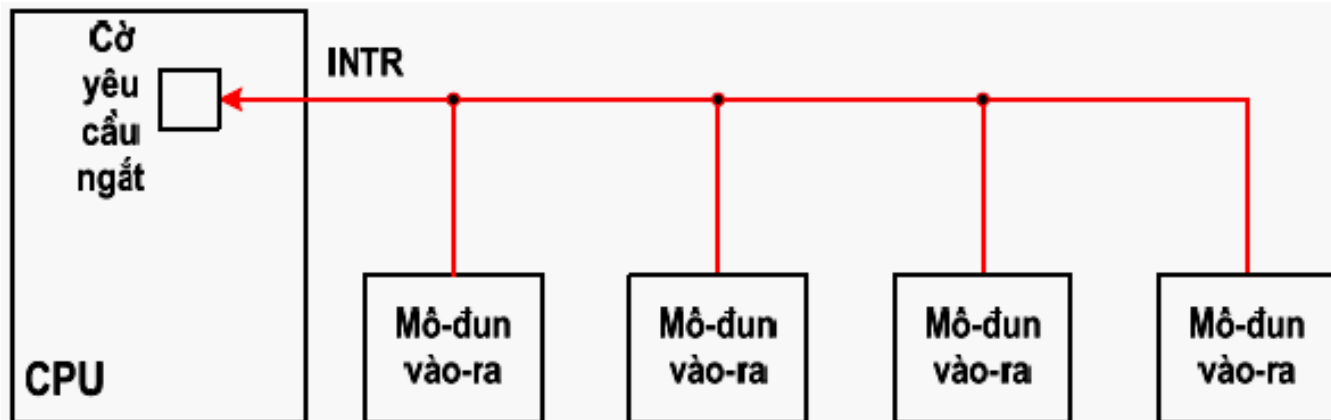 Cờ
yêu
cầu
ngắt
INTR
CPU
Mô-đun
vào-ra
Mô-đun
vào-ra
Mô-đun
vào-ra
Mô-đun
vào-ra